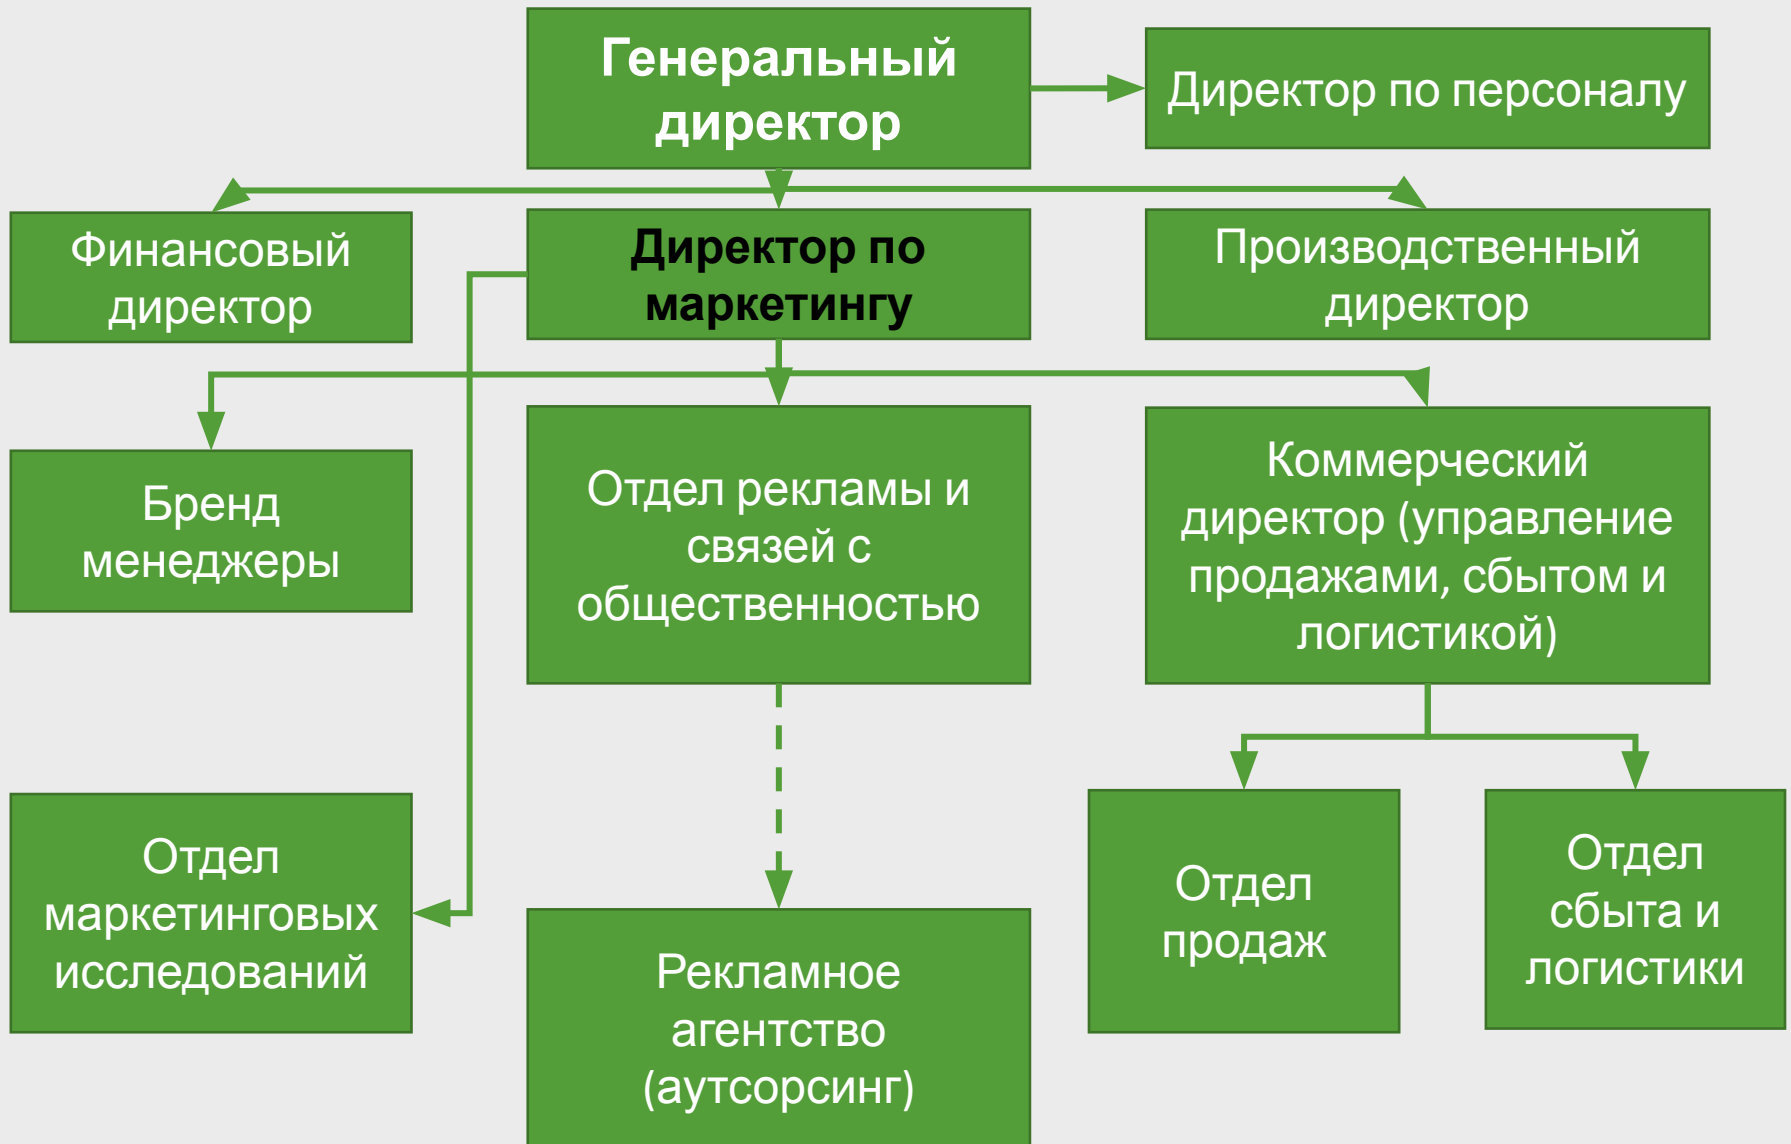 Генеральный
директор
Директор по персоналу
Финансовый
директор
Директор по
маркетингу
Производственный
директор
Бренд
менеджеры
Отдел рекламы и
связей с
общественностью
Коммерческий
директор (управление
продажами, сбытом и
логистикой)
Отдел
маркетинговых
исследований
Рекламное
агентство
(аутсорсинг)
Отдел
продаж
Отдел
сбыта и
логистики